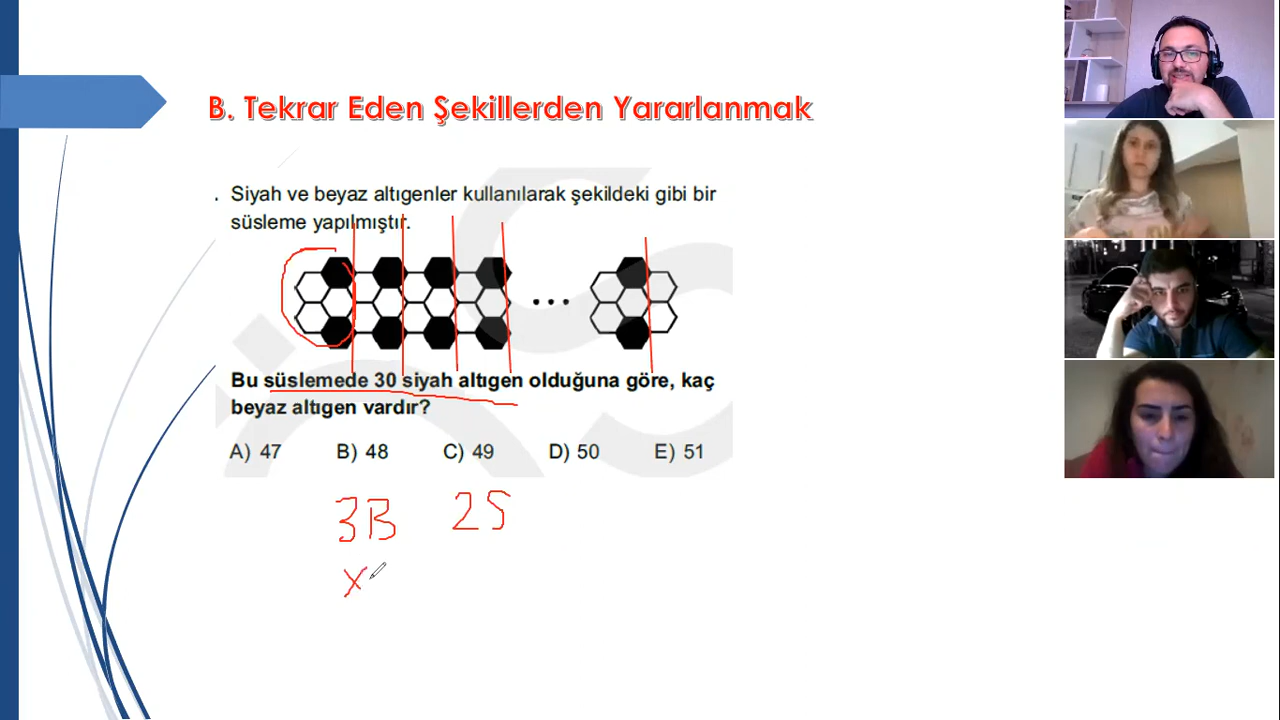 B. Tekrar Eden Şekillerden Yararlanmak
. Siyah ve beyaz altıgenler kullanılarak şekildeki gibi bir
süsleme yapılmıştır.
Bu süslemede 30 siyah altıgen olduğuna göre, kaç
beyaz altıgen vardır?
A) 47 B) 48 C) 49 D) 50 E) 51
3B 2S
x